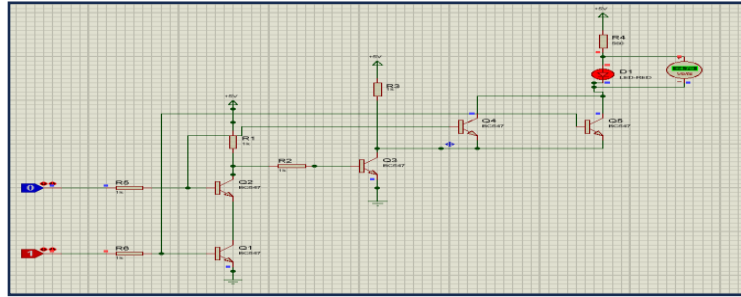 +5V
R4
500
+5V
D1
LED-RED
R3
1k
+5V
Q4
BC547
Q5
BC547
R1
1k
R2
1k
Q3
BC547
0
R5
1k
Q2
BC547
1
R6
1k
Q1
BC547